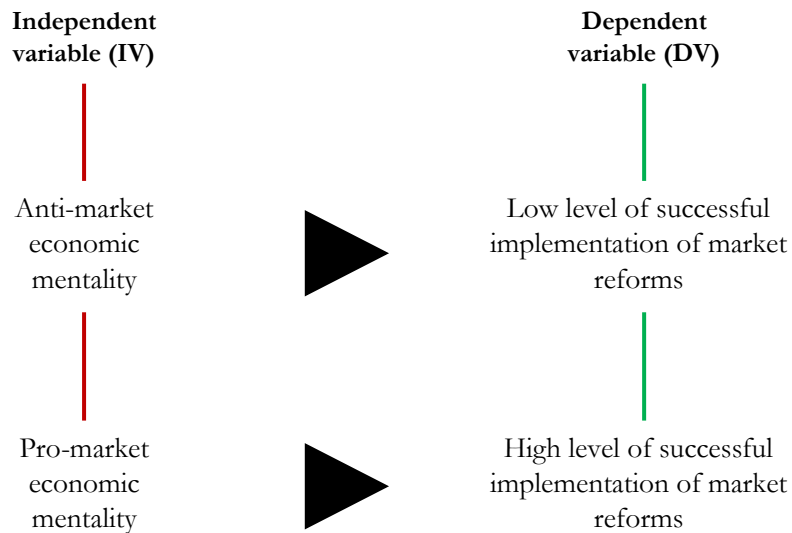 Independent
variable (IV)
Dependent
variable (DV)
Anti-market
economic
mentality
Low level of successful
implementation of market
reforms
Pro-market
economic
mentality
High level of successful
implementation of market
reforms